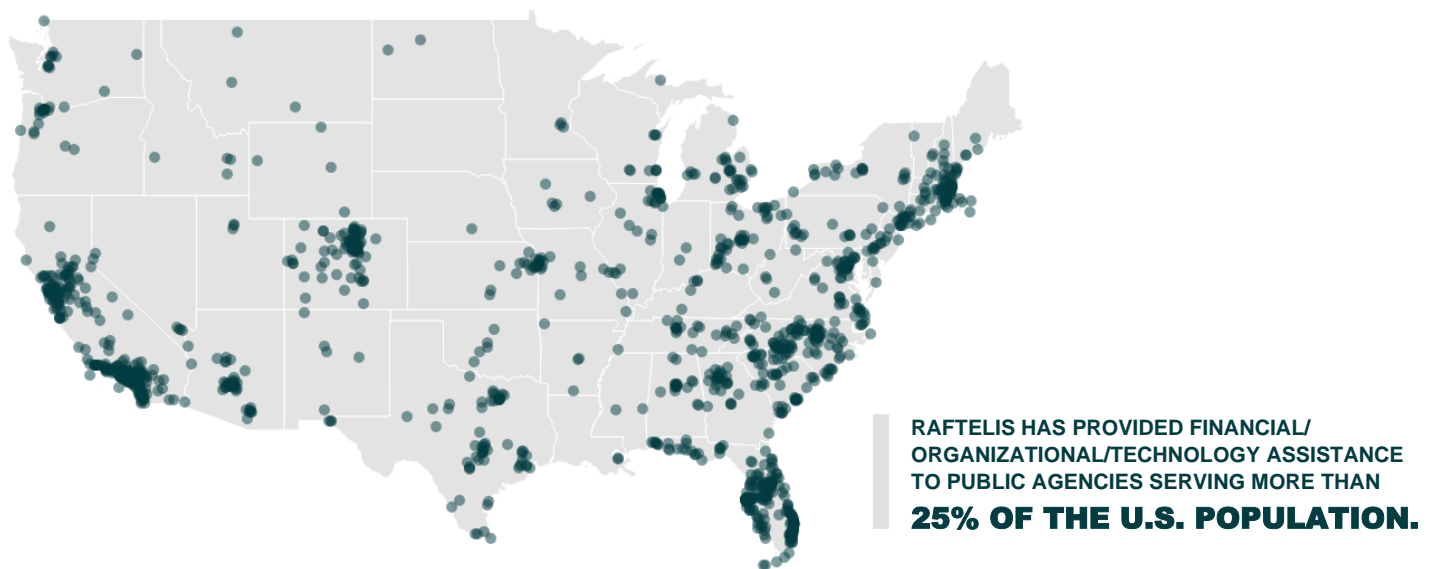 RAFTELIS HAS PROVIDED FINANCIAL/
ORGANIZATIONAL/TECHNOLOGY ASSISTANCE
TO PUBLIC AGENCIES SERVING MORE THAN
25% OF THE U.S. POPULATION.